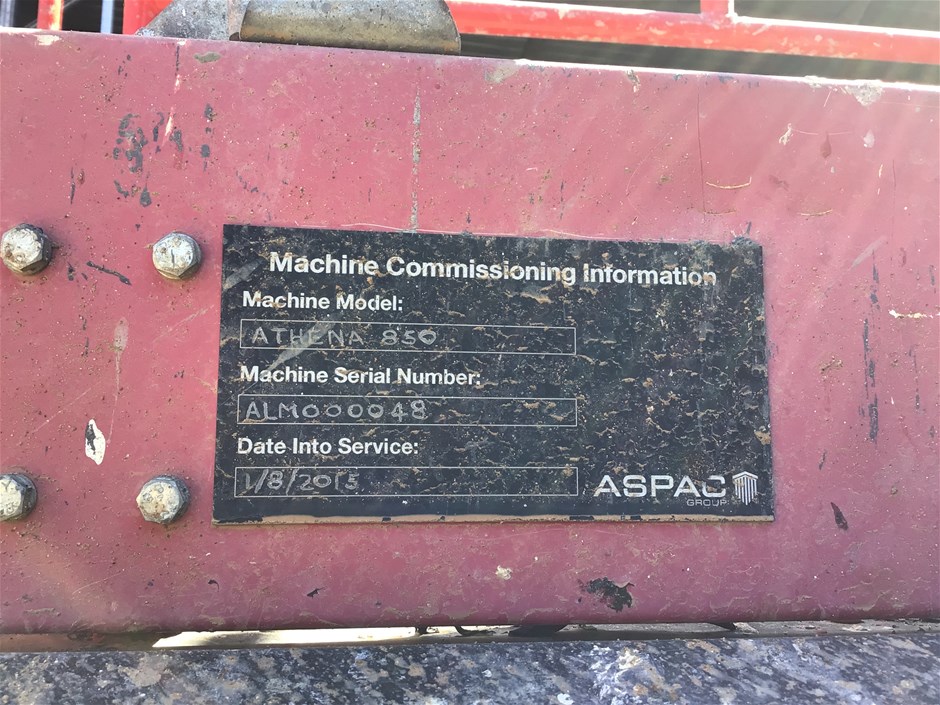 Machine Commissioning Information
Machine Model:
ATHENA 850
Machine Serial Number:
ALM000048
Date Into Service:
1/8/2015
ASPAC
GROUP